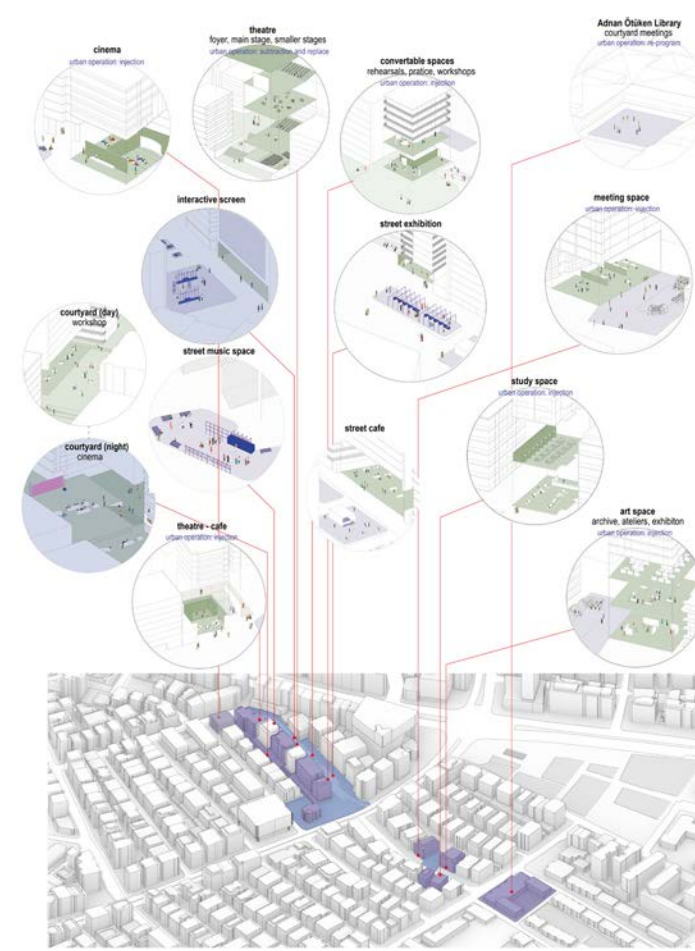 cinema
urban operation: injection
theatre
foyer, main stage, smaller stages
urban operation: subtraction and replace
convertable spaces
rehearsals, pratice, workshops
urban operation: injection
Adnan Ötüken Library
courtyard meetings
urban operation: re-program
interactive screen
street exhibition
meeting space
urban operation: injection
courtyard (day)
workshop
street music space
study space
urban operation: injection
courtyard (night)
cinema
street cafe
theatre - cafe
urban operation: injection
art space
archive, ateliers, exhibiton
urban operation: injection